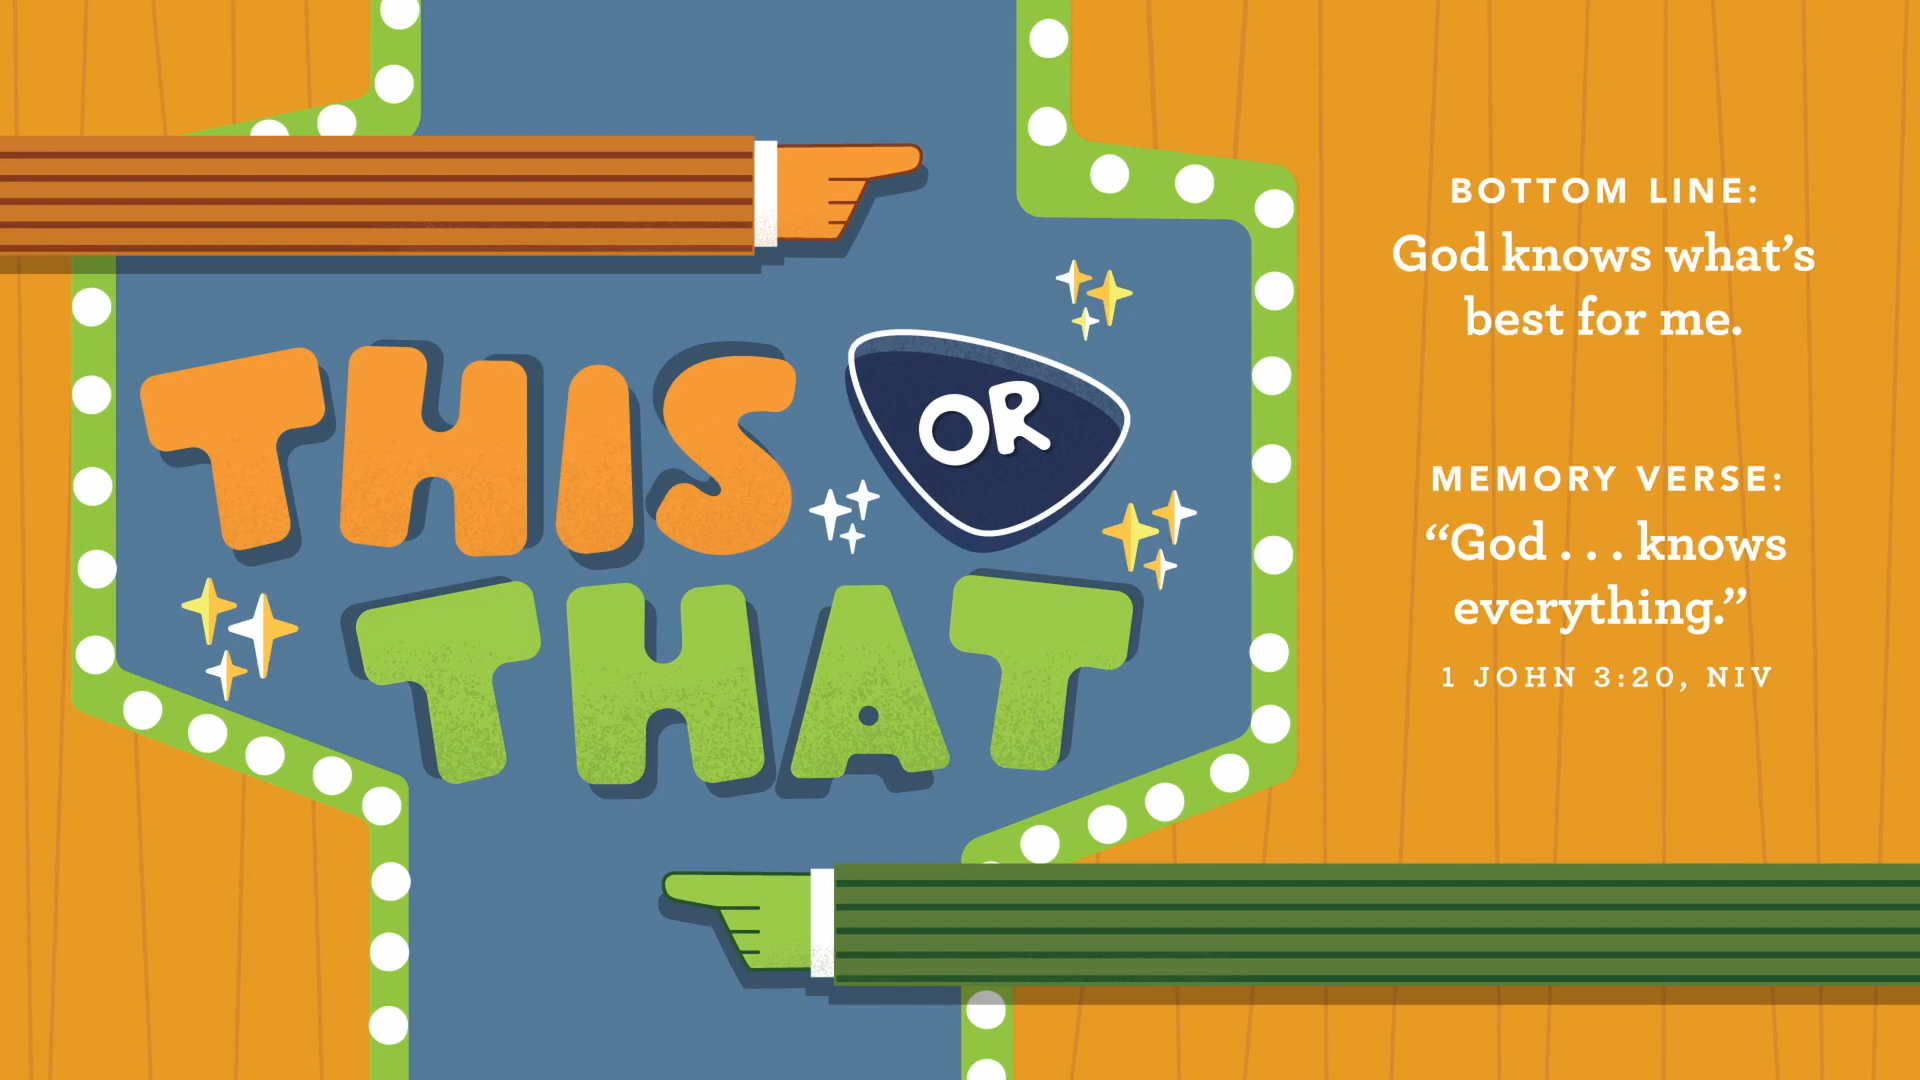 THIS OR
THAT
BOTTOM LINE:
God knows what’s
best for me.
MEMORY VERSE:
“God . . . knows
everything.”
1 JOHN 3:20, NIV